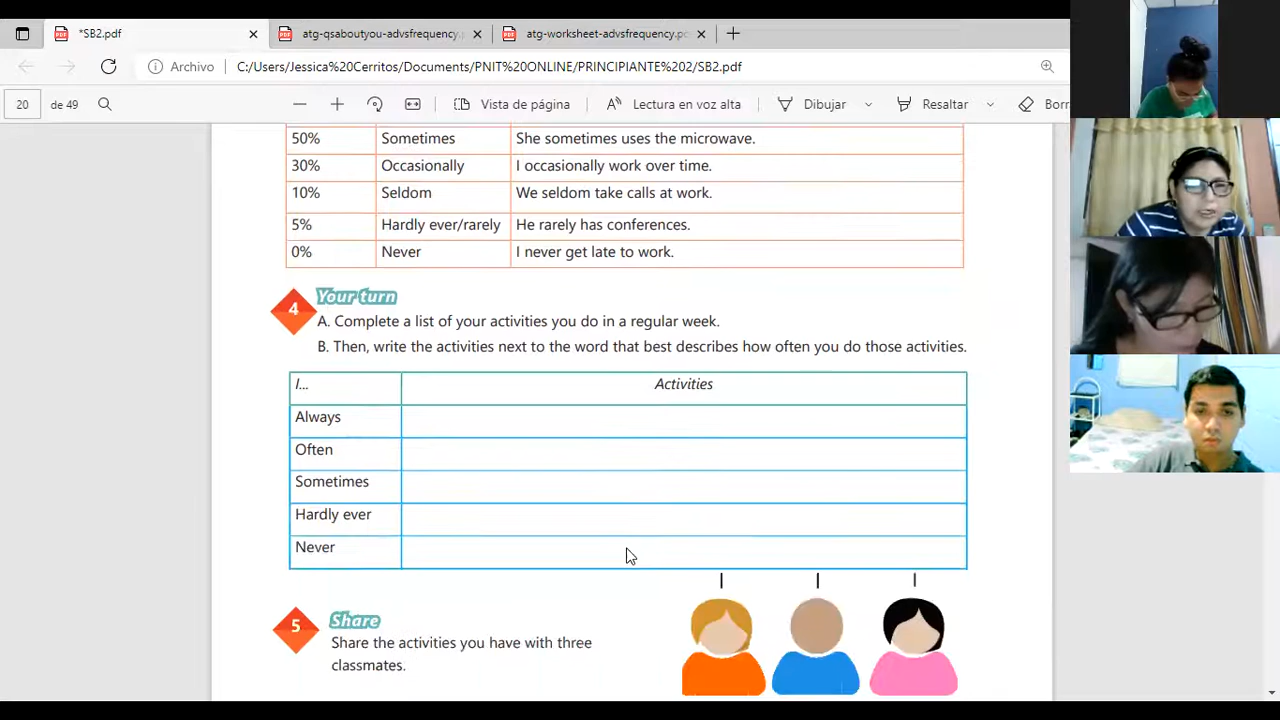 *SB2.pdf
atg-qsaboutyou-advsfrequency.
atg-worksheet-advsfrequency.pc
Archivo
C:/Users/Jessica%20Cerritos/Documents/PNIT%20ONLINE/PRINCIPIANTE%202/SB2.pdf
20 de 49
Vista de página
Lectura en voz alta
Dibujar
Resaltar
Borr
50% Sometimes She sometimes uses the microwave.
30% Occasionally I occasionally work over time.
10% Seldom We seldom take calls at work.
5% Hardly ever/rarely He rarely has conferences.
0% Never I never get late to work.
4 Your turn
A. Complete a list of your activities you do in a regular week.
B. Then, write the activities next to the word that best describes how often you do those activities.
I... Activities
Always
Often
Sometimes
Hardly ever
Never
5 Share
Share the activities you have with three
classmates.